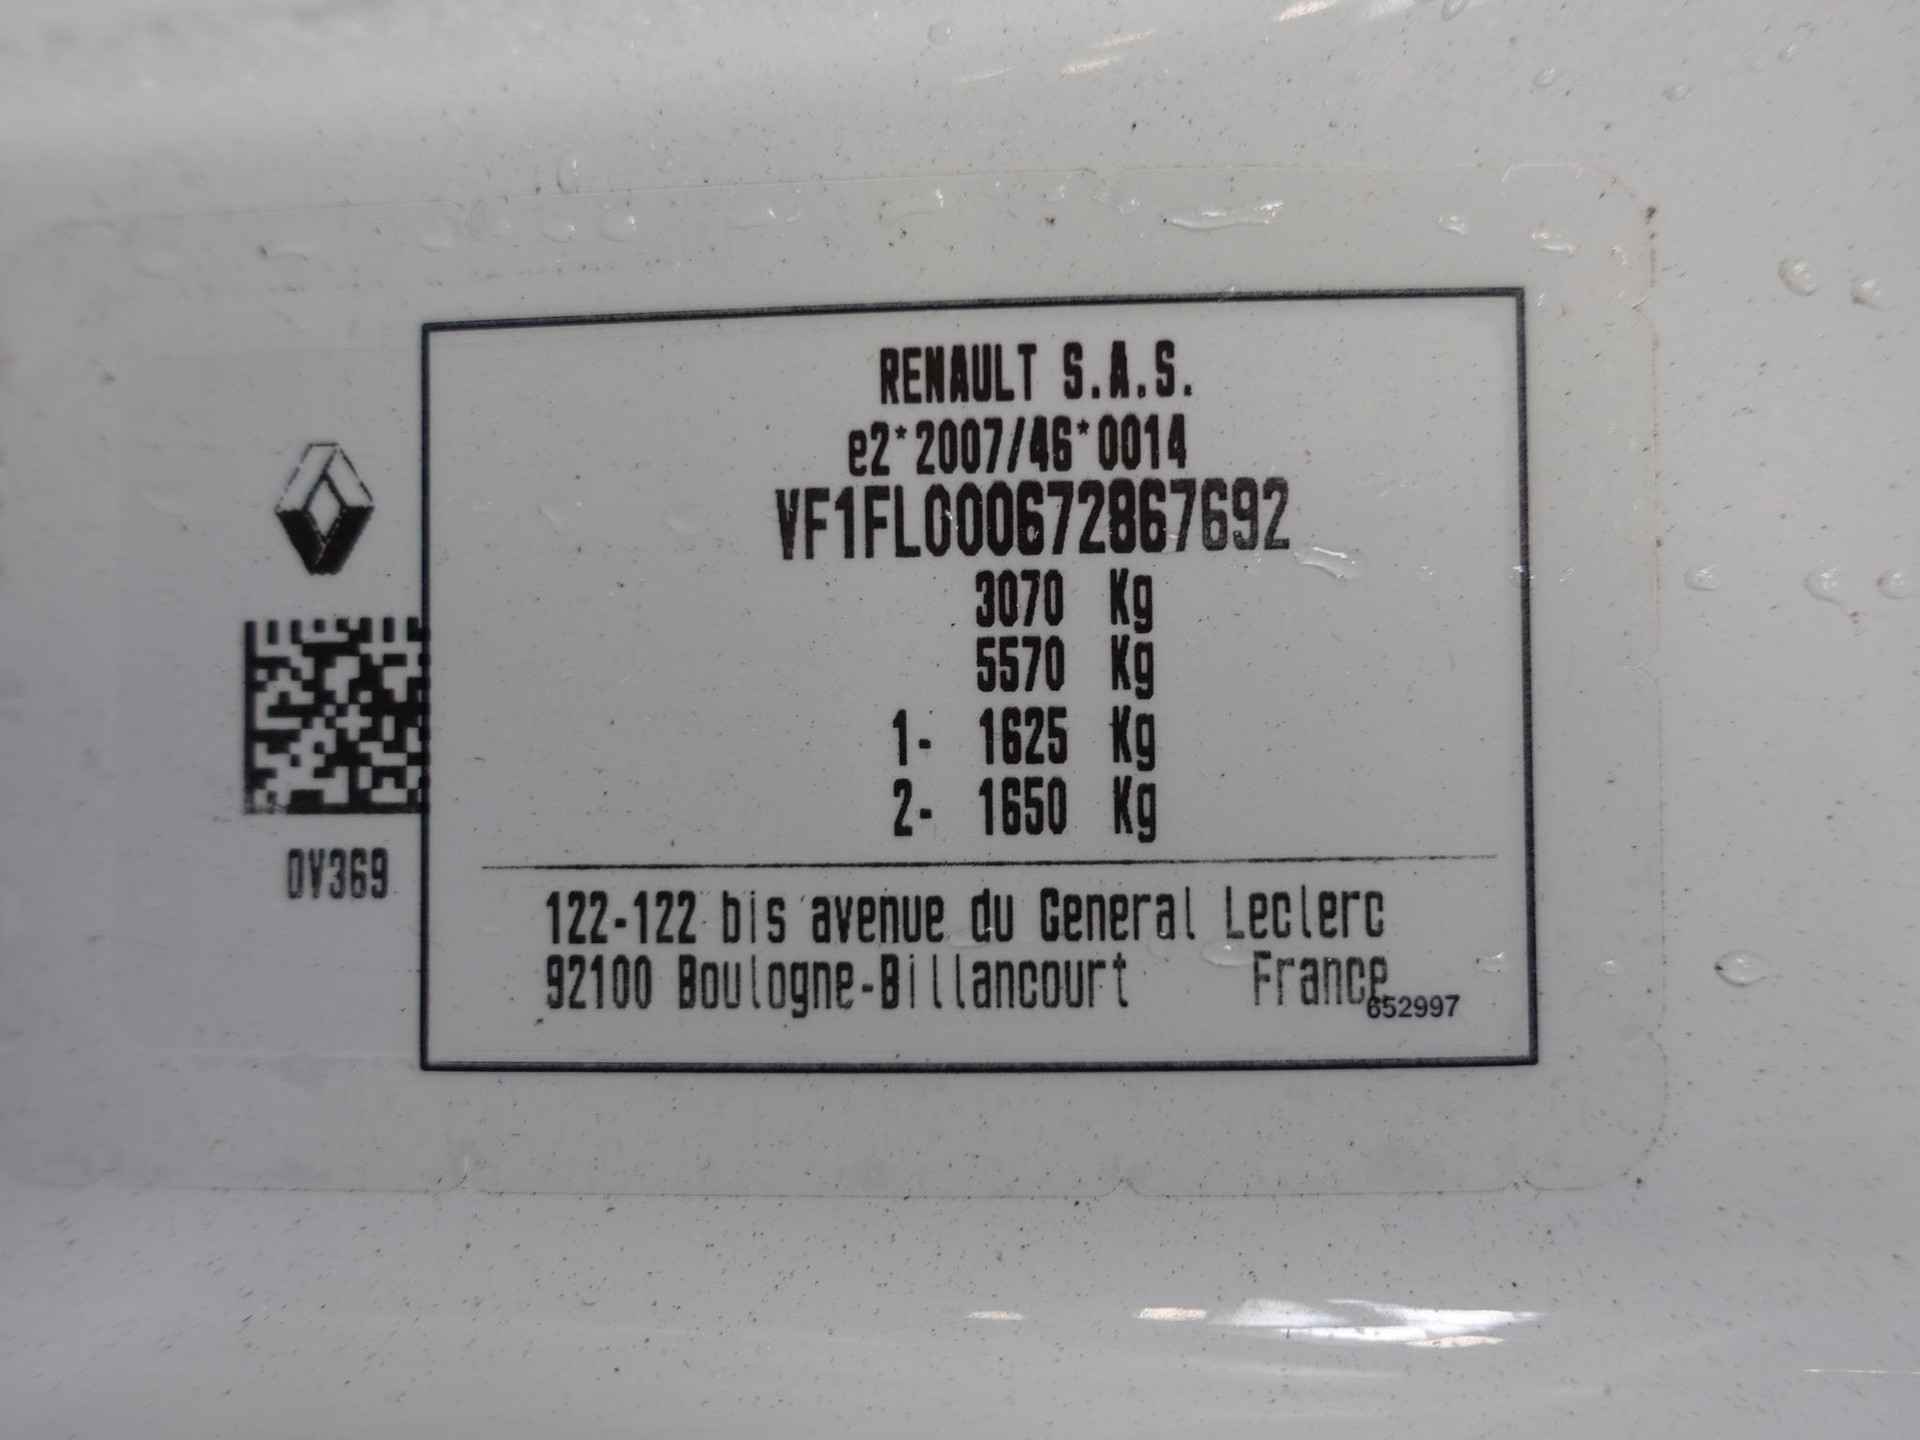 RENAULT S.A.S.
e2*2007/46*0014
VF1FL000672867692
3070 Kg
5570 Kg
1- 1625 Kg
2- 1650 Kg
0V369
122-122 bis avenue du General Leclerc
92100 Boulogne-Billancourt France
652997